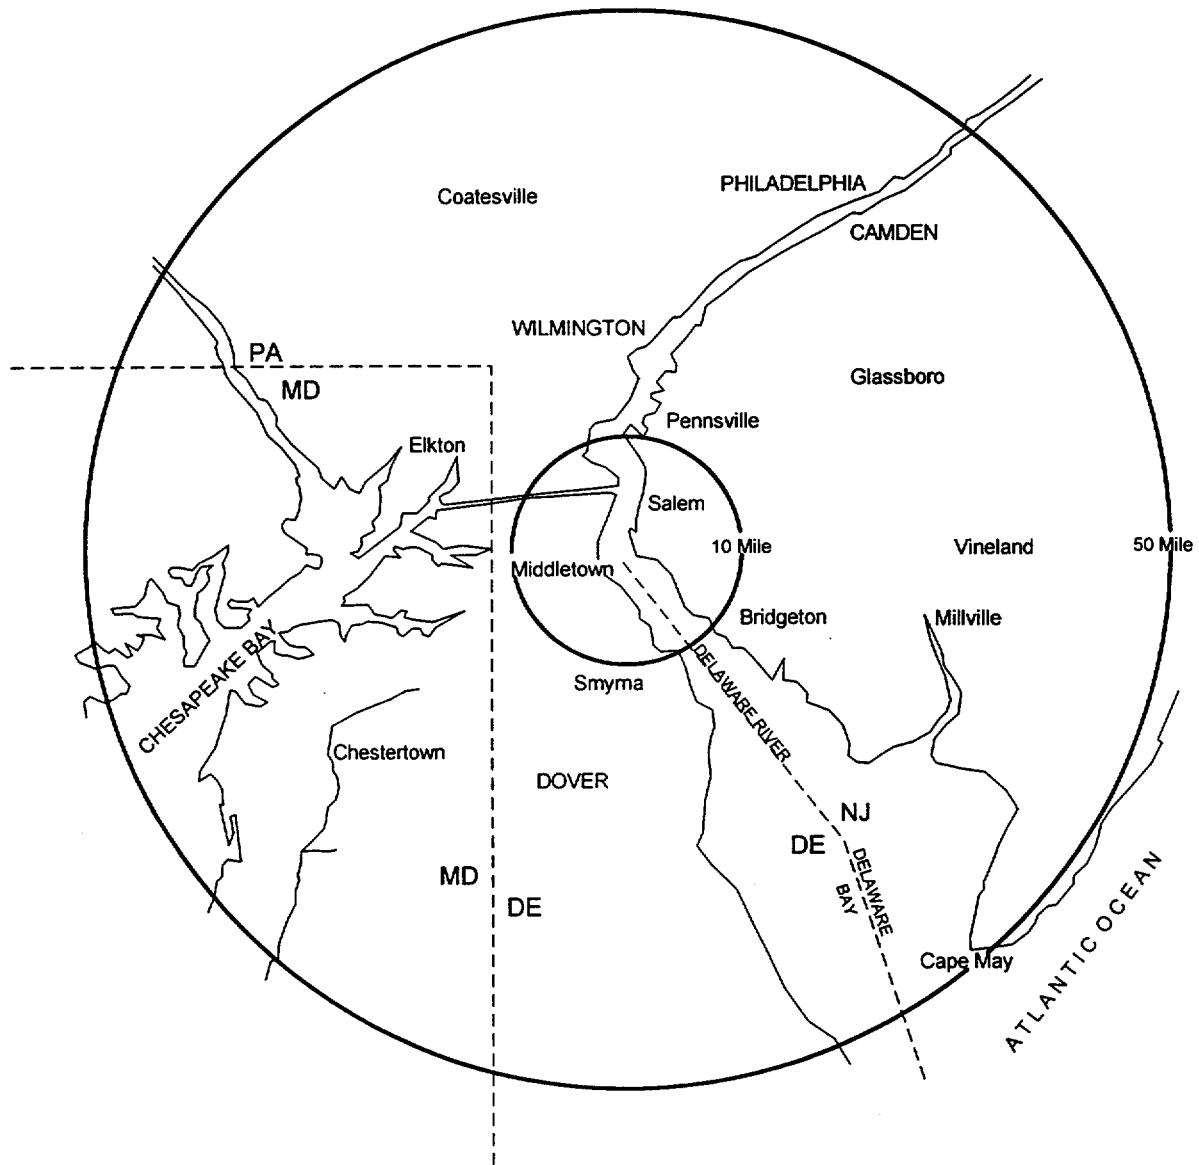 PHILADELPHIA
Coatesville
CAMDEN
WILMINGTON
PA
MD
Glassboro
Pennsville
Elkton
Salem
10 Mile
Vineland
50 Mile
Middletown
Bridgeton
Millville
CHESAPEAKE BAY
Smyrna
DELAWARE RIVER
Chestertown
DOVER
NJ
DE
DELAWARE
BAY
MD
DE
Cape May
ATLANTIC OCEAN